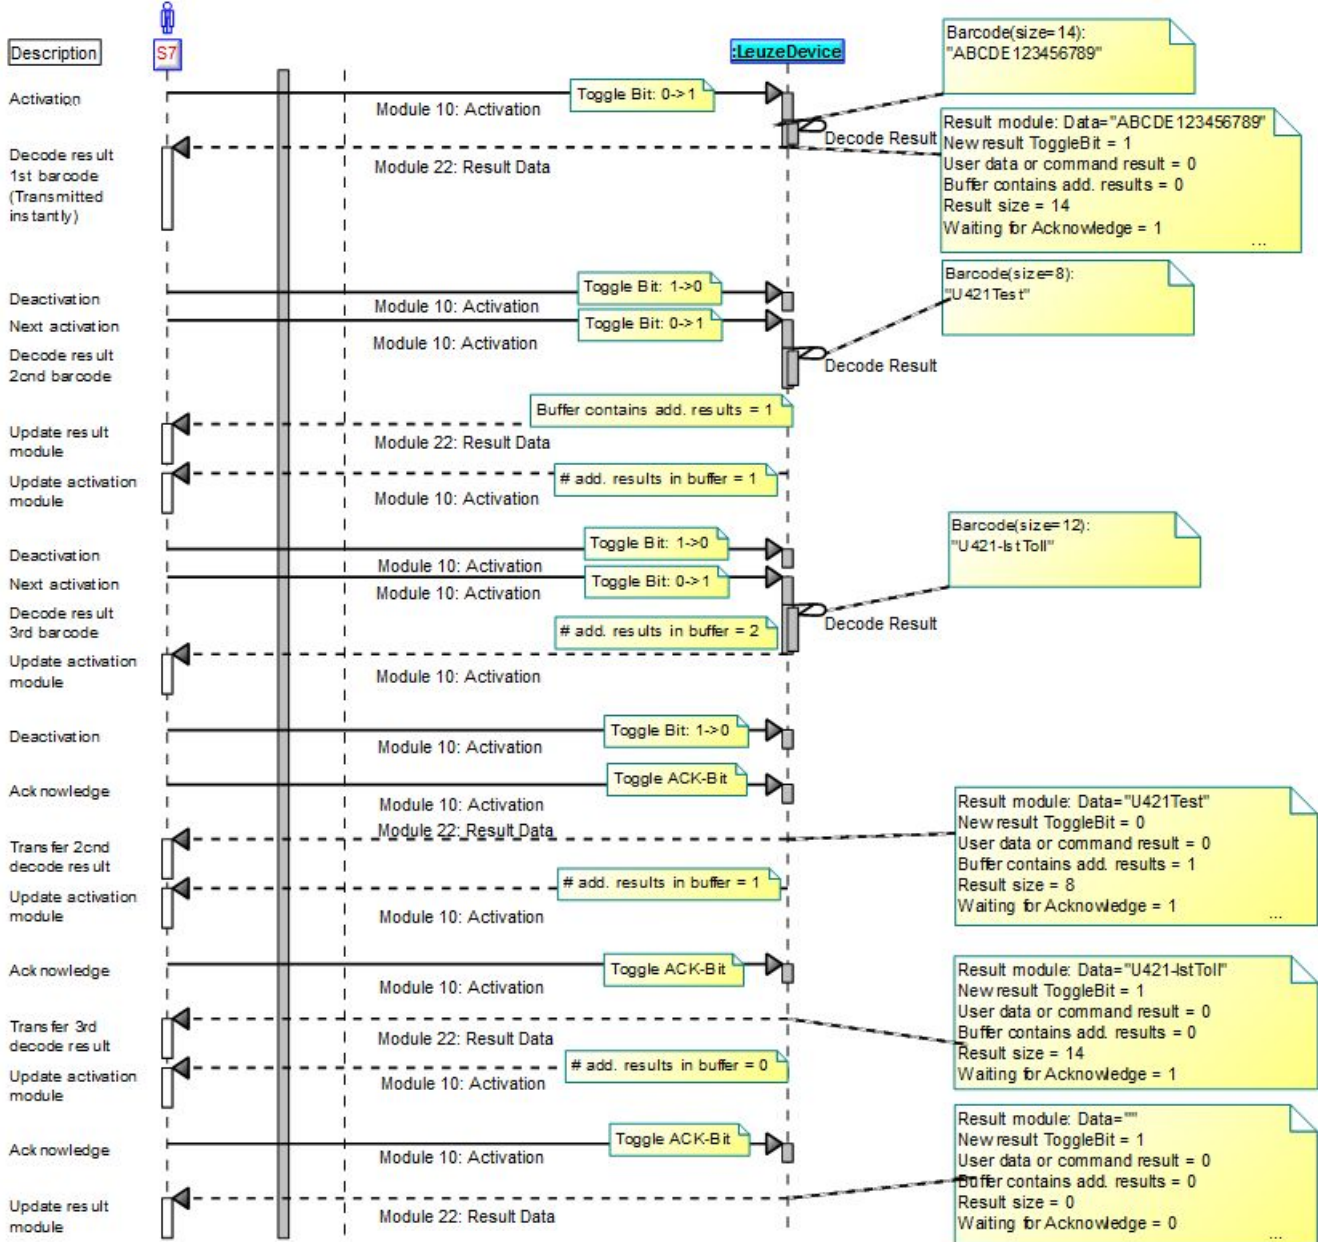 Description
S7
:LeuzeDevice
Barcode(size=14):
"ABCDE123456789"
Activation
Module 10: Activation
Toggle Bit: 0->1
Decode Result
Result module: Data="ABCDE123456789"
New result ToggleBit = 1
User data or command result = 0
Buffer contains add. results = 0
Result size = 14
Waiting for Acknowledge = 1
...
Decode result
1st barcode
(Transmitted
instantly)
Module 22: Result Data
Barcode(size=8):
"U421Test"
Deactivation
Module 10: Activation
Toggle Bit: 1->0
Next activation
Module 10: Activation
Toggle Bit: 0->1
Decode result
2cnd barcode
Decode Result
Buffer contains add. results = 1
Update result
module
Module 22: Result Data
Update activation
module
Module 10: Activation
# add. results in buffer = 1
Barcode(size=12):
"U421-IstToll"
Deactivation
Module 10: Activation
Toggle Bit: 1->0
Next activation
Module 10: Activation
Toggle Bit: 0->1
Decode result
3rd barcode
Decode Result
# add. results in buffer = 2
Update activation
module
Module 10: Activation
Deactivation
Module 10: Activation
Toggle Bit: 1->0
Acknowledge
Module 10: Activation
Toggle ACK-Bit
Module 22: Result Data
Result module: Data="U421Test"
New result ToggleBit = 0
User data or command result = 0
Buffer contains add. results = 1
Result size = 8
Waiting for Acknowledge = 1
...
Transfer 2cnd
decode result
Update activation
module
Module 10: Activation
# add. results in buffer = 1
Acknowledge
Module 10: Activation
Toggle ACK-Bit
Result module: Data="U421-IstToll"
New result ToggleBit = 1
User data or command result = 0
Buffer contains add. results = 0
Result size = 14
Waiting for Acknowledge = 1
Transfer 3rd
decode result
Module 22: Result Data
Update activation
module
Module 10: Activation
# add. results in buffer = 0
Acknowledge
Module 10: Activation
Toggle ACK-Bit
Result module: Data=""
New result ToggleBit = 1
User data or command result = 0
Buffer contains add. results = 0
Result size = 0
Waiting for Acknowledge = 0
...
Update result
module
Module 22: Result Data